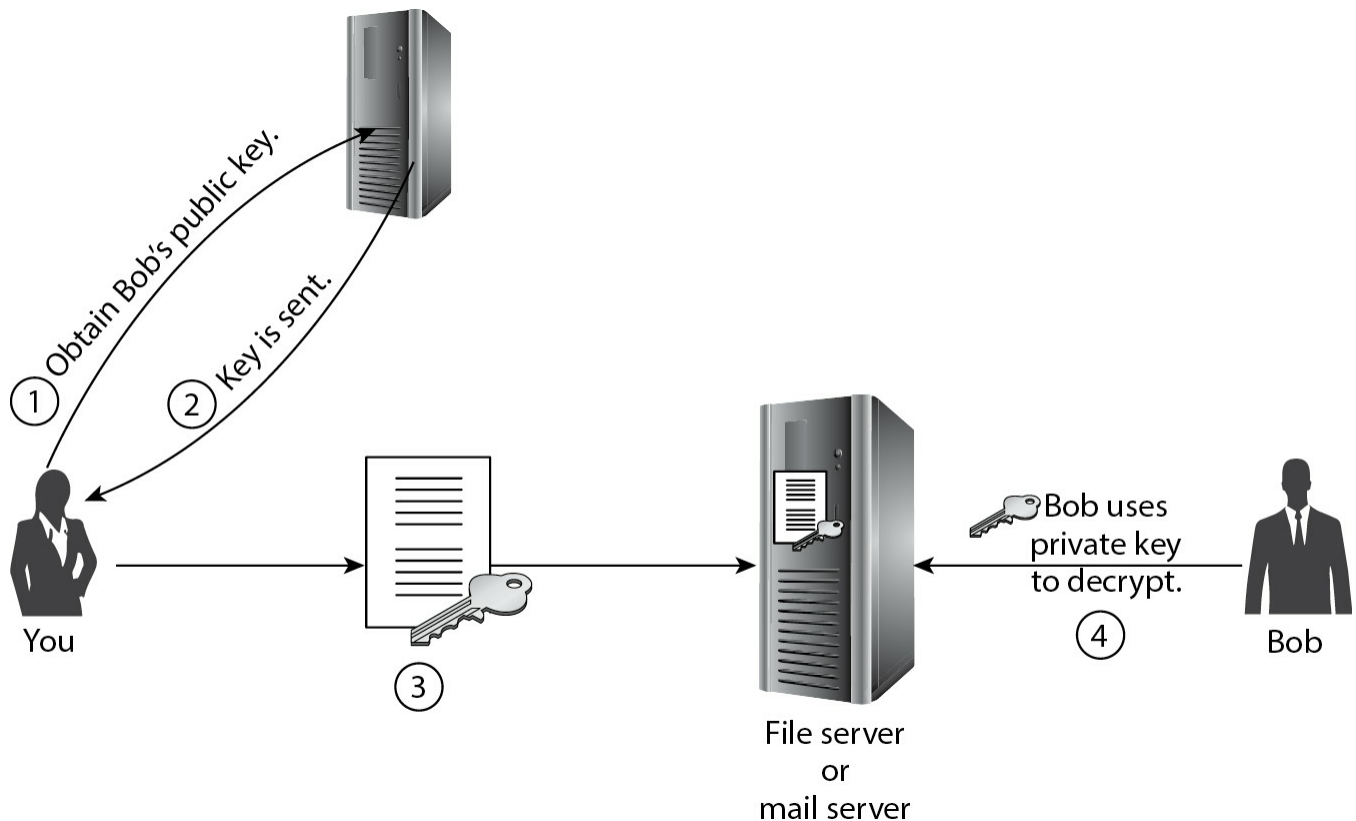 1 Obtain Bob's public key.
2 Key is sent.
You
3
File server
or
mail server
Bob uses
private key
to decrypt.
4
Bob